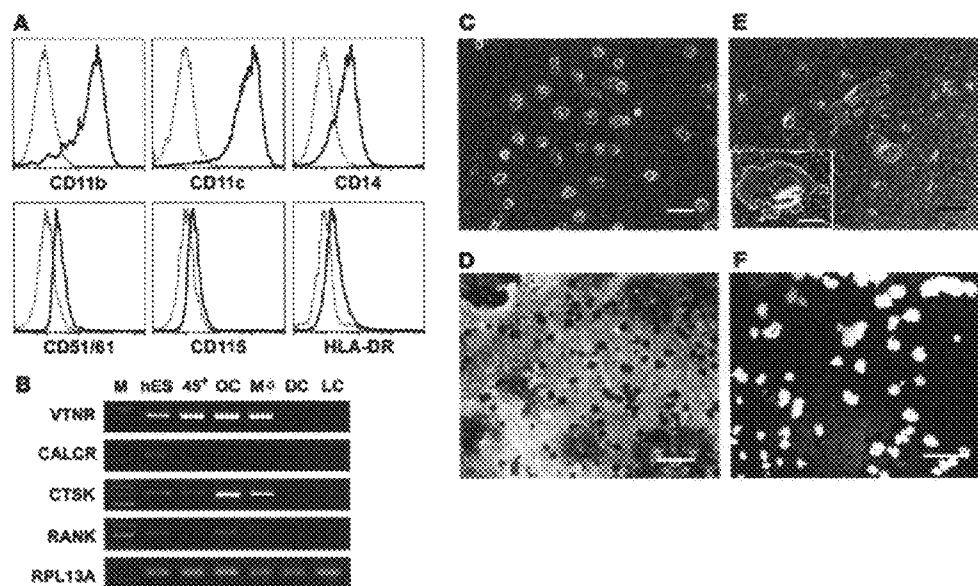 A
CD11b CD11c CD14
CD51/61 CD115 HLA-DR
B
M hES 45⁺ OC MΦ DC LC
VTNR
CALCR
CTSK
RANK
RPL13A
C
E
D
F